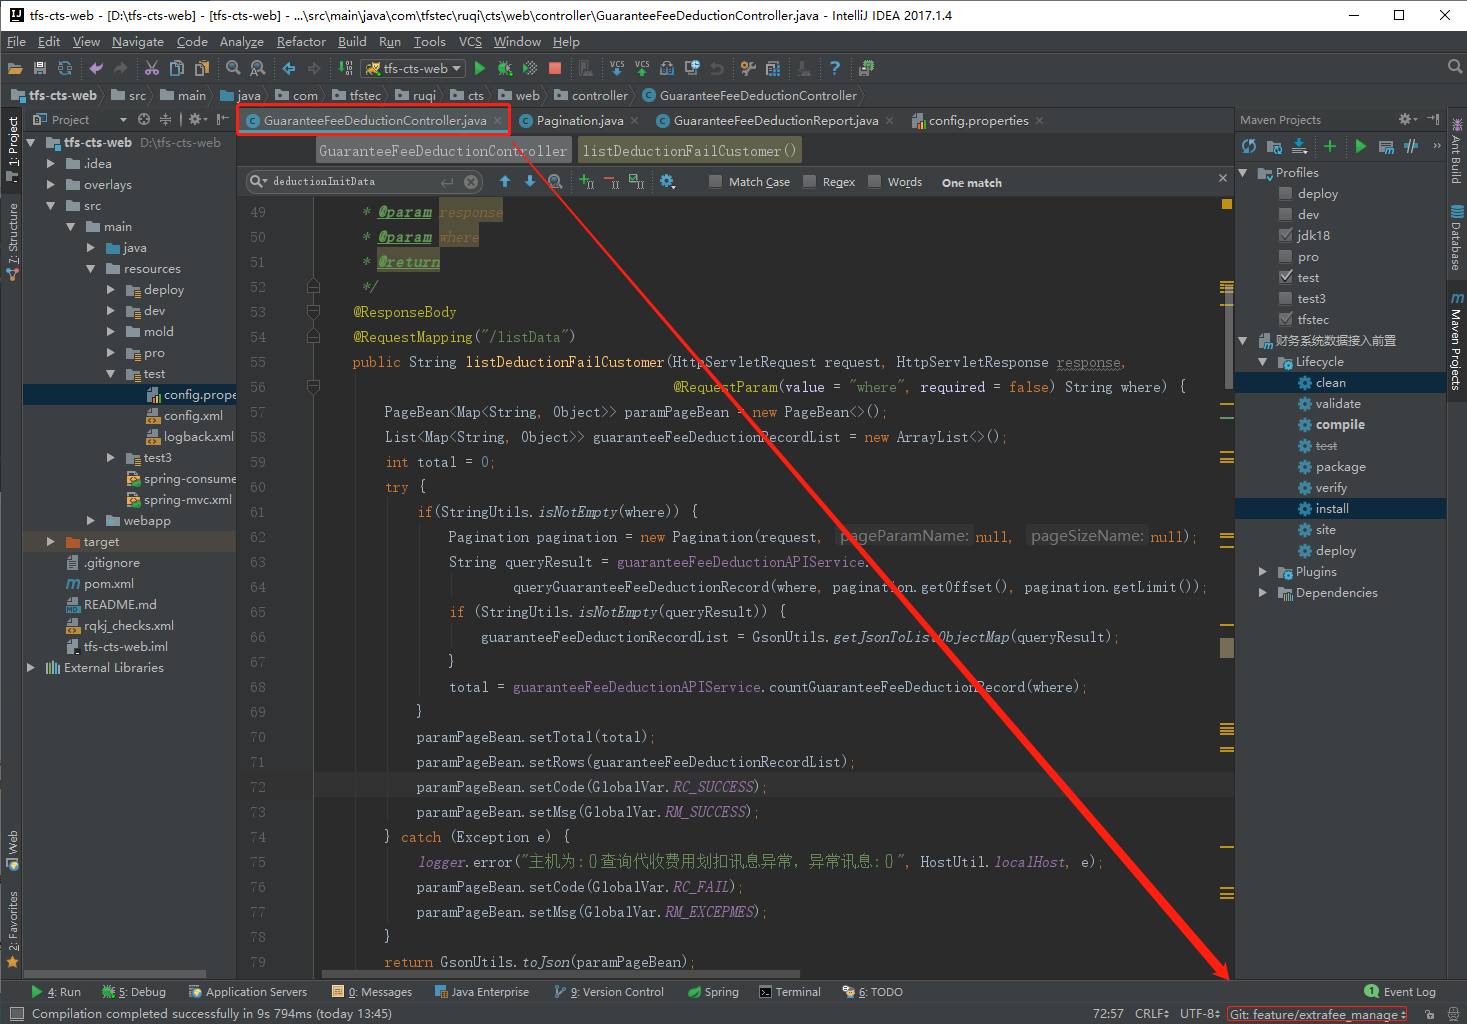 tfs-cts-web - [D:\tfs-cts-web] - [tfs-cts-web] - ...\src\main\java\com\tfstec\ruqi\cts\web\controller\GuaranteeFeeDeductionController.java - IntelliJ IDEA 2017.1.4
File Edit View Navigate Code Analyze Refactor Build Run Tools VCS Window Help
tfs-cts-web
tfs-cts-web src main java com tfstec ruqi cts web controller GuaranteeFeeDeductionController
Project
GuaranteeFeeDeductionController.java Pagination.java GuaranteeFeeDeductionReport.java config.properties
Maven Projects
GuaranteeFeeDeductionController listDeductionFailCustomer()
deductionInitData Match Case Regex Words One match
1: Project
7: Structure
Web
2: Favorites
tfs-cts-web D:\tfs-cts-web
.idea
overlays
src
main
java
resources
deploy
dev
mold
pro
test
config.prope
config.xml
logback.xml
test3
spring-consume
spring-mvc.xml
webapp
target
.gitignore
pom.xml
README.md
rqkj_checks.xml
tfs-cts-web.iml
External Libraries
49 * @param response
50 * @param where
51 * @return
52 */
53 @ResponseBody
54 @RequestMapping("/listData")
55 public String listDeductionFailCustomer(HttpServletRequest request, HttpServletResponse response,
56 @RequestParam(value = "where", required = false) String where) {
57 PageBean<Map<String, Object>> paramPageBean = new PageBean<>();
58 List<Map<String, Object>> guaranteeFeeDeductionRecordList = new ArrayList<>();
59 int total = 0;
60 try {
61 if(StringUtils.isNotEmpty(where)) {
62 Pagination pagination = new Pagination(request, pageParamName: null, pageSizeName: null);
63 String queryResult = guaranteeFeeDeductionAPIService.
64 queryGuaranteeFeeDeductionRecord(where, pagination.getOffset(), pagination.getLimit());
65 if (StringUtils.isNotEmpty(queryResult)) {
66 guaranteeFeeDeductionRecordList = GsonUtils.getJsonToListObjectMap(queryResult);
67 }
68 total = guaranteeFeeDeductionAPIService.countGuaranteeFeeDeductionRecord(where);
69 }
70 paramPageBean.setTotal(total);
71 paramPageBean.setRows(guaranteeFeeDeductionRecordList);
72 paramPageBean.setCode(GlobalVar.RC_SUCCESS);
73 paramPageBean.setMsg(GlobalVar.RM_SUCCESS);
74 } catch (Exception e) {
75 logger.error("主机为:{}查询代收费用划扣讯息异常, 异常讯息:{}", HostUtil.localHost, e);
76 paramPageBean.setCode(GlobalVar.RC_FAIL);
77 paramPageBean.setMsg(GlobalVar.RM_EXCEPMES);
78 }
79 return GsonUtils.toJson(paramPageBean);
Profiles
deploy
dev
jdk18
pro
test
test3
tfstec
财务系统数据接入前置
Lifecycle
clean
validate
compile
test
package
verify
install
site
deploy
Plugins
Dependencies
Ant Build
Database
Maven Projects
4: Run 5: Debug Application Servers 0: Messages Java Enterprise 9: Version Control Spring Terminal 6: TODO 1 Event Log
Compilation completed successfully in 9s 794ms (today 13:45) 72:57 CRLF UTF-8 Git: feature/extrafee_manage